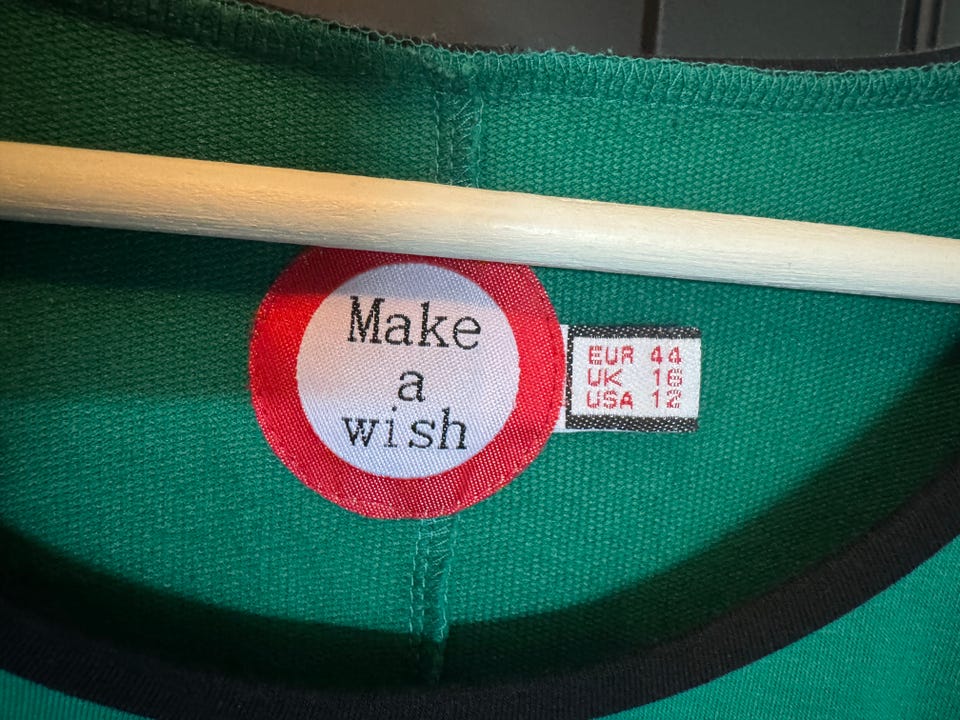 Make
a
wish
EUR 44
UK 16
USA 12